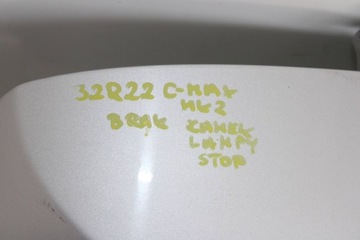 32R22 C-MAX
MK2
BRAK ZAMEK
LAMPY
STOP